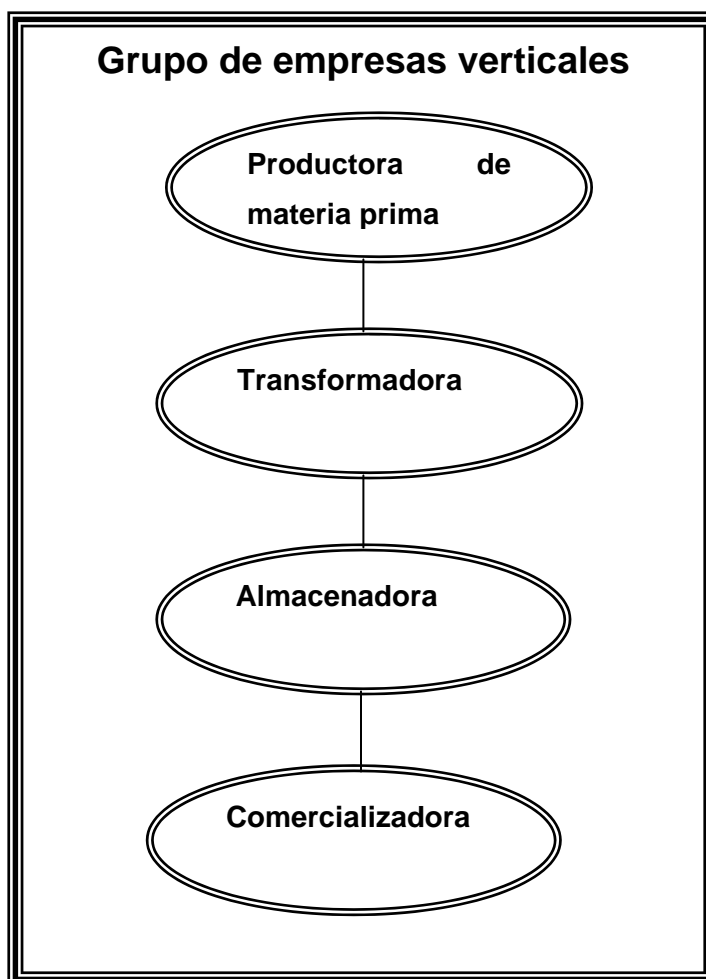 Grupo de empresas verticales
Productora de
materia prima
Transformadora
Almacenadora
Comercializadora